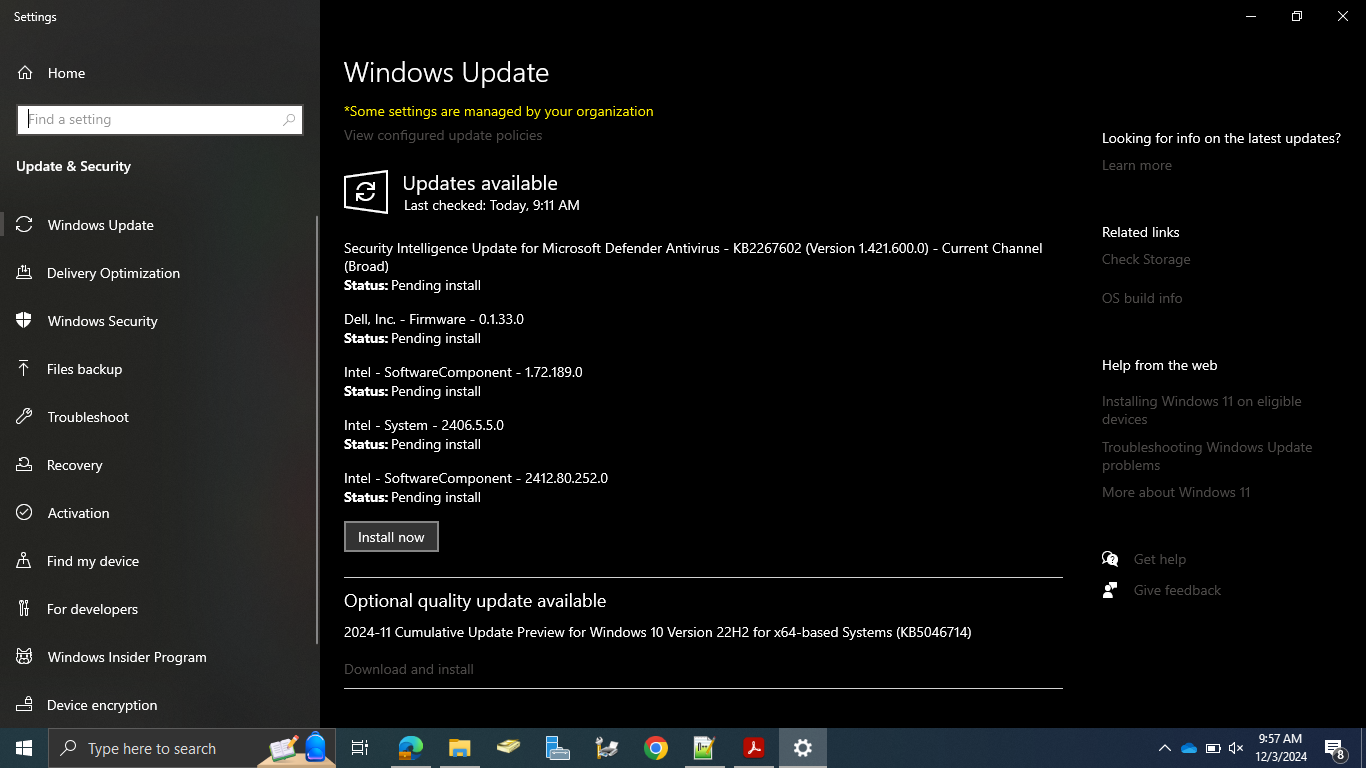 Settings
Home
Find a setting
Update & Security
Windows Update
Delivery Optimization
Windows Security
Files backup
Troubleshoot
Recovery
Activation
Find my device
For developers
Windows Insider Program
Device encryption
Windows Update
*Some settings are managed by your organization
View configured update policies
Updates available
Last checked: Today, 9:11 AM
Security Intelligence Update for Microsoft Defender Antivirus - KB2267602 (Version 1.421.600.0) - Current Channel
(Broad)
Status: Pending install
Dell, Inc. - Firmware - 0.1.33.0
Status: Pending install
Intel - SoftwareComponent - 1.72.189.0
Status: Pending install
Intel - System - 2406.5.5.0
Status: Pending install
Intel - SoftwareComponent - 2412.80.252.0
Status: Pending install
Install now
Optional quality update available
2024-11 Cumulative Update Preview for Windows 10 Version 22H2 for x64-based Systems (KB5046714)
Download and install
Looking for info on the latest updates?
Learn more
Related links
Check Storage
OS build info
Help from the web
Installing Windows 11 on eligible
devices
Troubleshooting Windows Update
problems
More about Windows 11
Get help
Give feedback
Type here to search
9:57 AM
12/3/2024
8